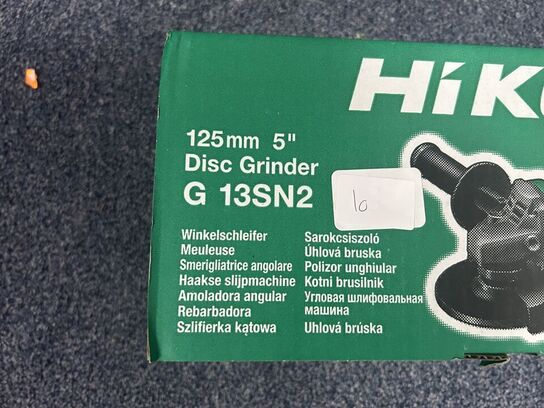 HiK
125mm 5"
Disc Grinder
G 13SN2
10
Winkelschleifer
Meuleuse
Smerigliatrice angolare
Haakse slijpmachine
Amoladora angular
Rebarbadora
Szlifierka kątowa
Sarokcsiszoló
Úhlová bruska
Polizor unghiular
Kotni brusilnik
Угловая шлифовальная
машина
Uhlová brúska